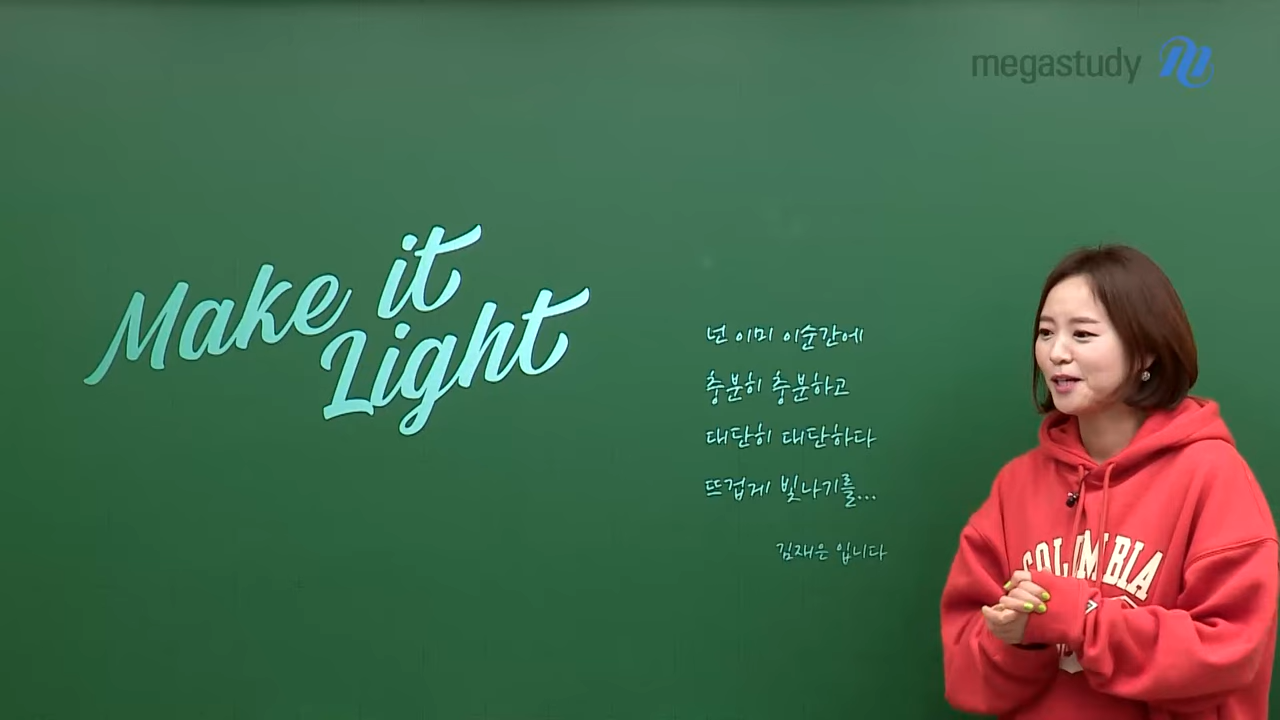 megastudy
Make it
Light
넌 이미 이순간에
충분히 충분하고
대단히 대단하다
뜨겁게 빛나기를...
김재은 입니다
COLUMBIA